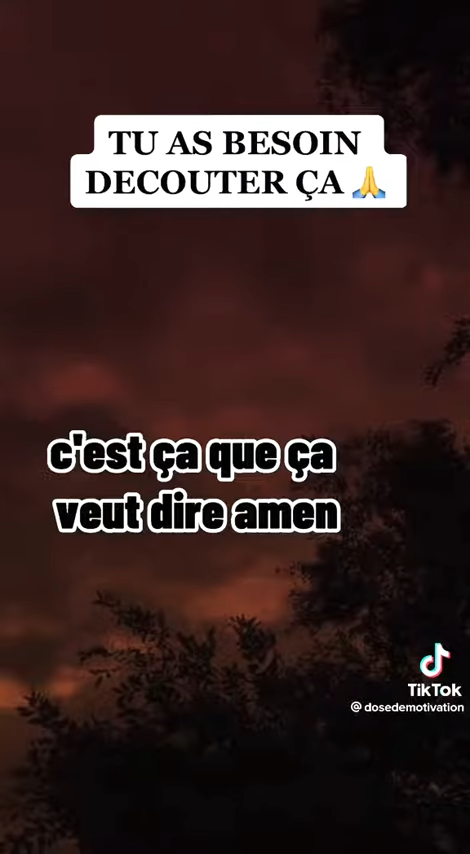 TU AS BESOIN
DECOUTER ÇA 🙏
c'est ça que ça
veut dire amen
TikTok
@ dosedemotivation